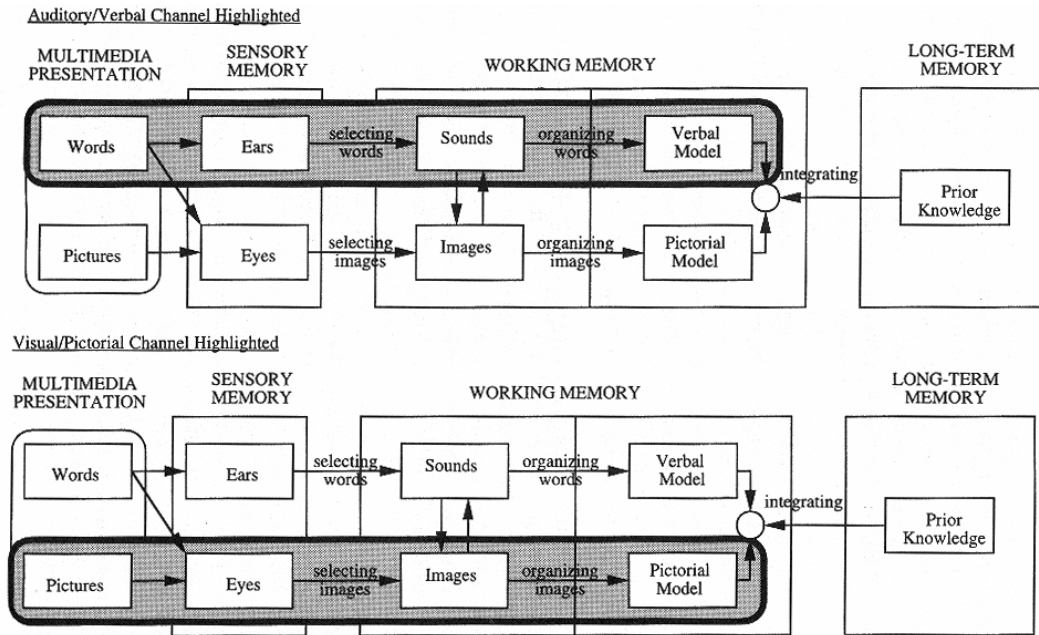 Auditory/Verbal Channel Highlighted
MULTIMEDIA
PRESENTATION
SENSORY
MEMORY
WORKING MEMORY
LONG-TERM
MEMORY
Words
Ears
selecting
words
Sounds
organizing
words
Verbal
Model
integrating
Prior
Knowledge
Pictures
Eyes
selecting
images
Images
organizing
images
Pictorial
Model
Visual/Pictorial Channel Highlighted
MULTIMEDIA
PRESENTATION
SENSORY
MEMORY
WORKING MEMORY
LONG-TERM
MEMORY
Words
Ears
selecting
words
Sounds
organizing
words
Verbal
Model
integrating
Prior
Knowledge
Pictures
Eyes
selecting
images
Images
organizing
images
Pictorial
Model